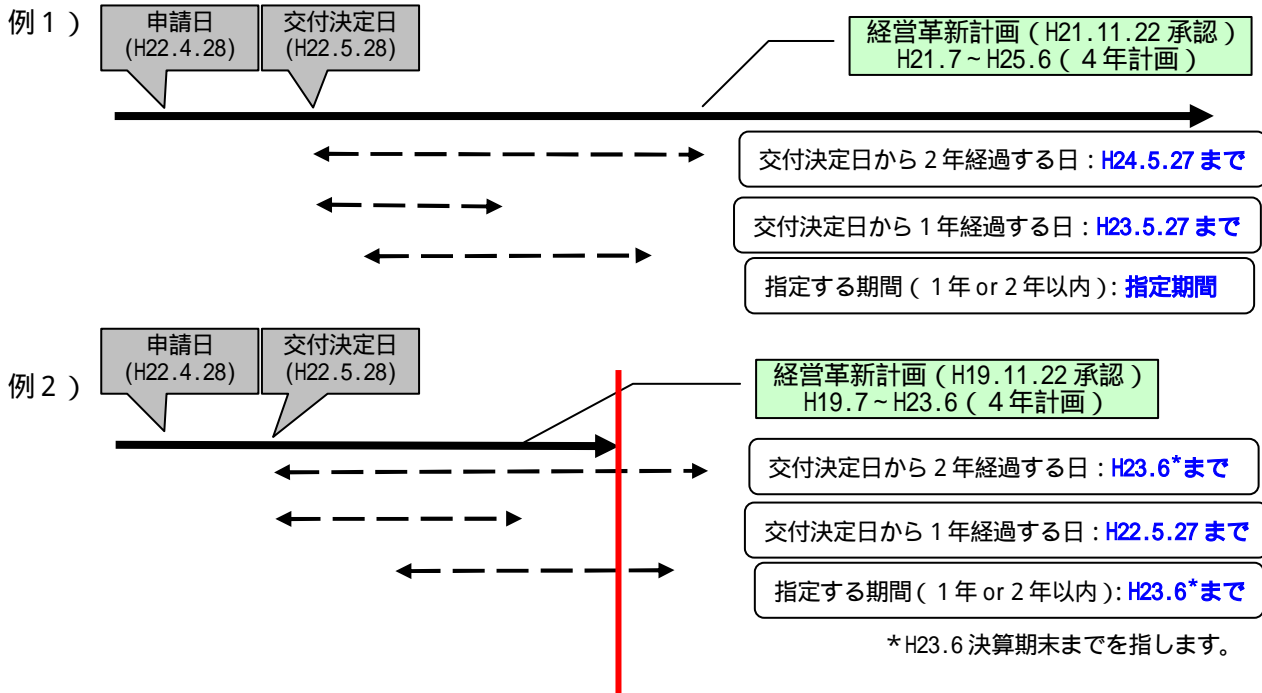 例１）
申請日
(H22.4.28)
交付決定日
(H22.5.28)
経営革新計画（H21.11.22 承認）
H21.7～H25.6（４年計画）
交付決定日から２年経過する日：H24.5.27 まで
交付決定日から１年経過する日：H23.5.27 まで
指定する期間（１年 or２年以内）：指定期間
例２）
申請日
(H22.4.28)
交付決定日
(H22.5.28)
経営革新計画（H19.11.22 承認）
H19.7～H23.6（４年計画）
交付決定日から２年経過する日：H23.6*まで
交付決定日から１年経過する日：H22.5.27 まで
指定する期間（１年 or２年以内）：H23.6*まで
*H23.6 決算期末までを指します。